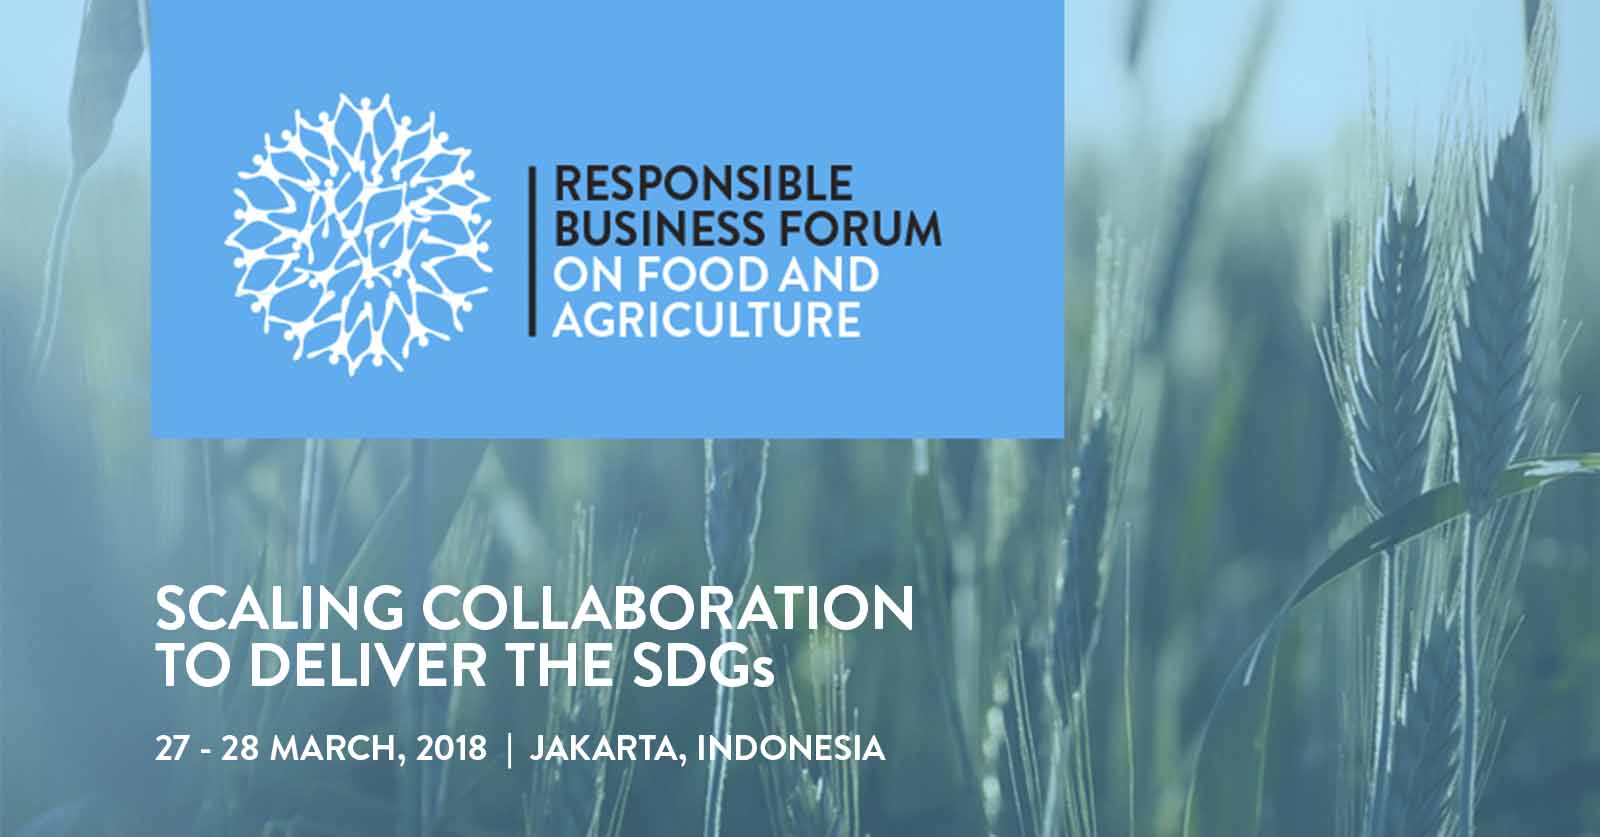 RESPONSIBLE
BUSINESS FORUM
ON FOOD AND
AGRICULTURE
SCALING COLLABORATION
TO DELIVER THE SDGs
27 - 28 MARCH, 2018 | JAKARTA, INDONESIA